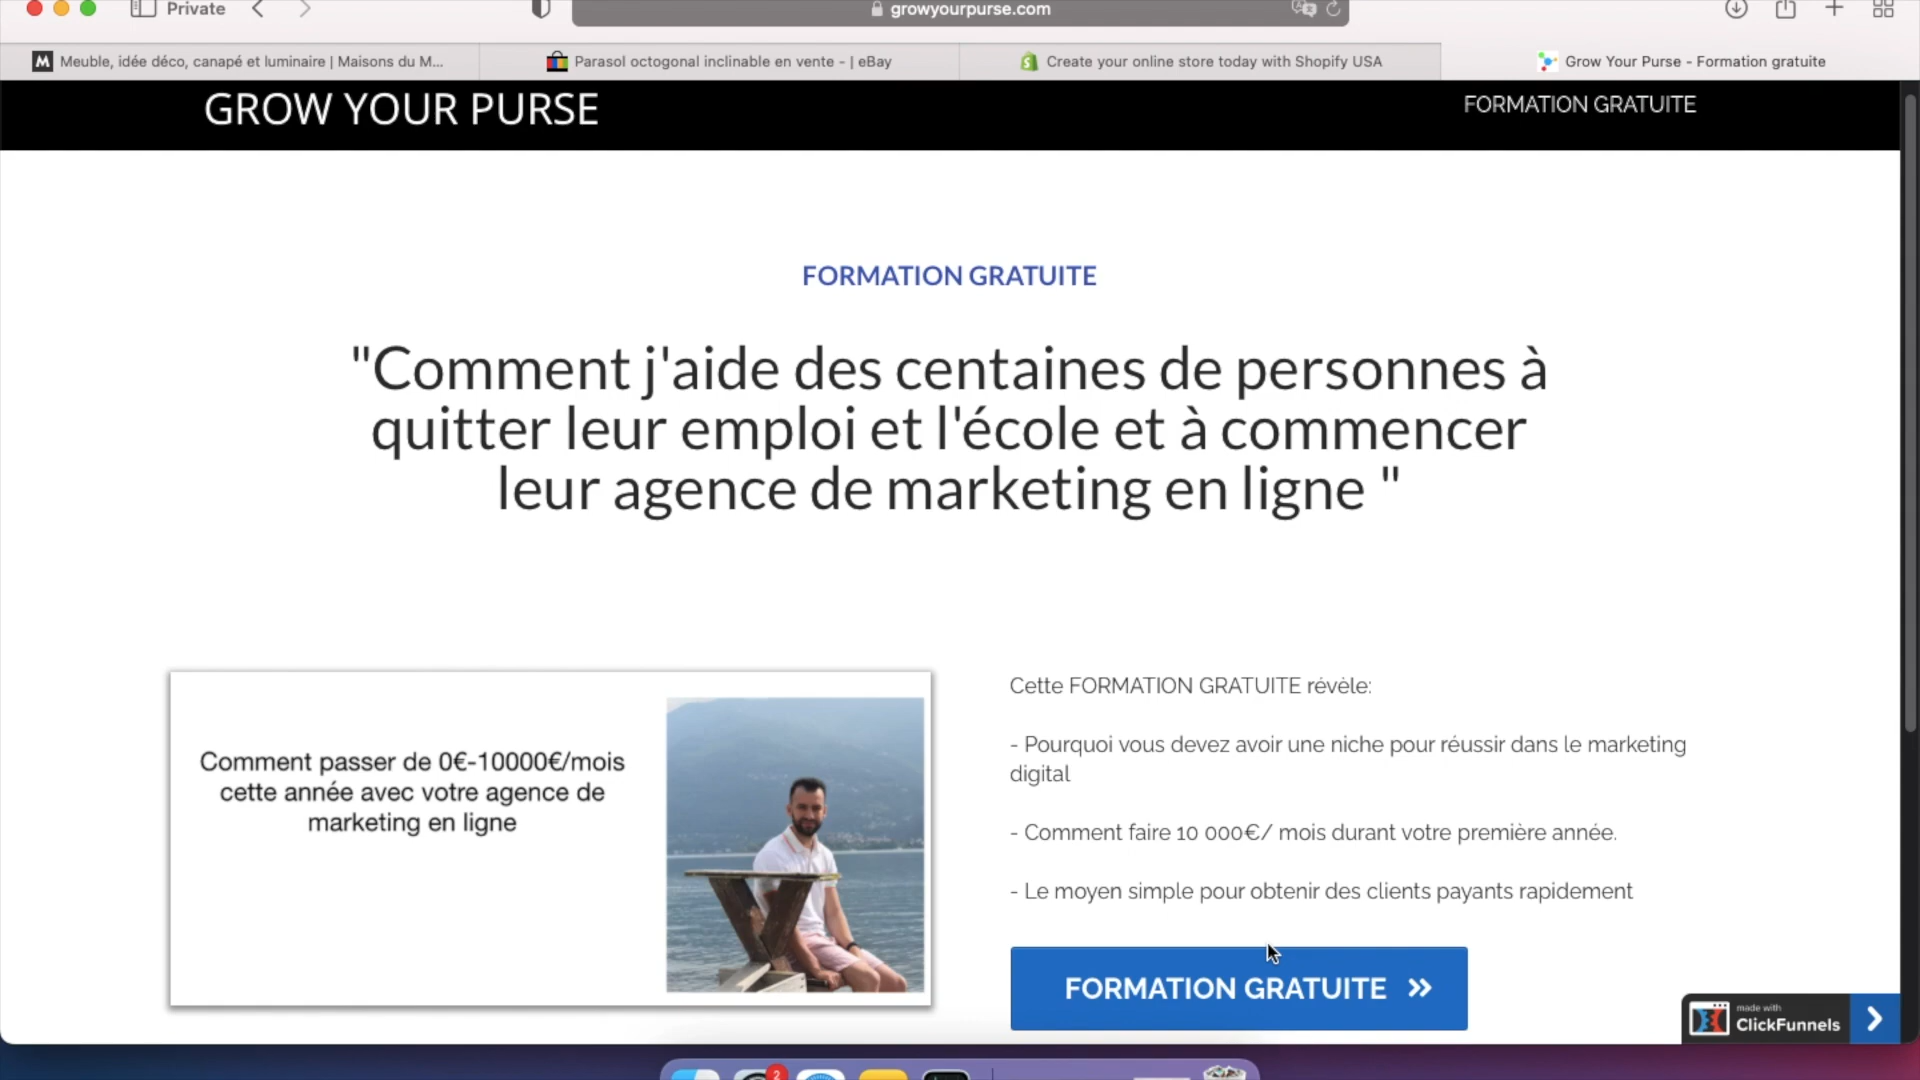 Private
growyourpurse.com
Meuble, idée déco, canapé et luminaire | Maisons du M...
Parasol octogonal inclinable en vente - | eBay
Create your online store today with Shopify USA
Grow Your Purse - Formation gratuite
GROW YOUR PURSE
FORMATION GRATUITE
FORMATION GRATUITE
"Comment j'aide des centaines de personnes à
quitter leur emploi et l'école et à commencer
leur agence de marketing en ligne "
Comment passer de 0€-10000€/mois
cette année avec votre agence de
marketing en ligne
Cette FORMATION GRATUITE révèle:
- Pourquoi vous devez avoir une niche pour réussir dans le marketing
digital
- Comment faire 10 000€/ mois durant votre première année.
- Le moyen simple pour obtenir des clients payants rapidement
FORMATION GRATUITE
made with
ClickFunnels
2